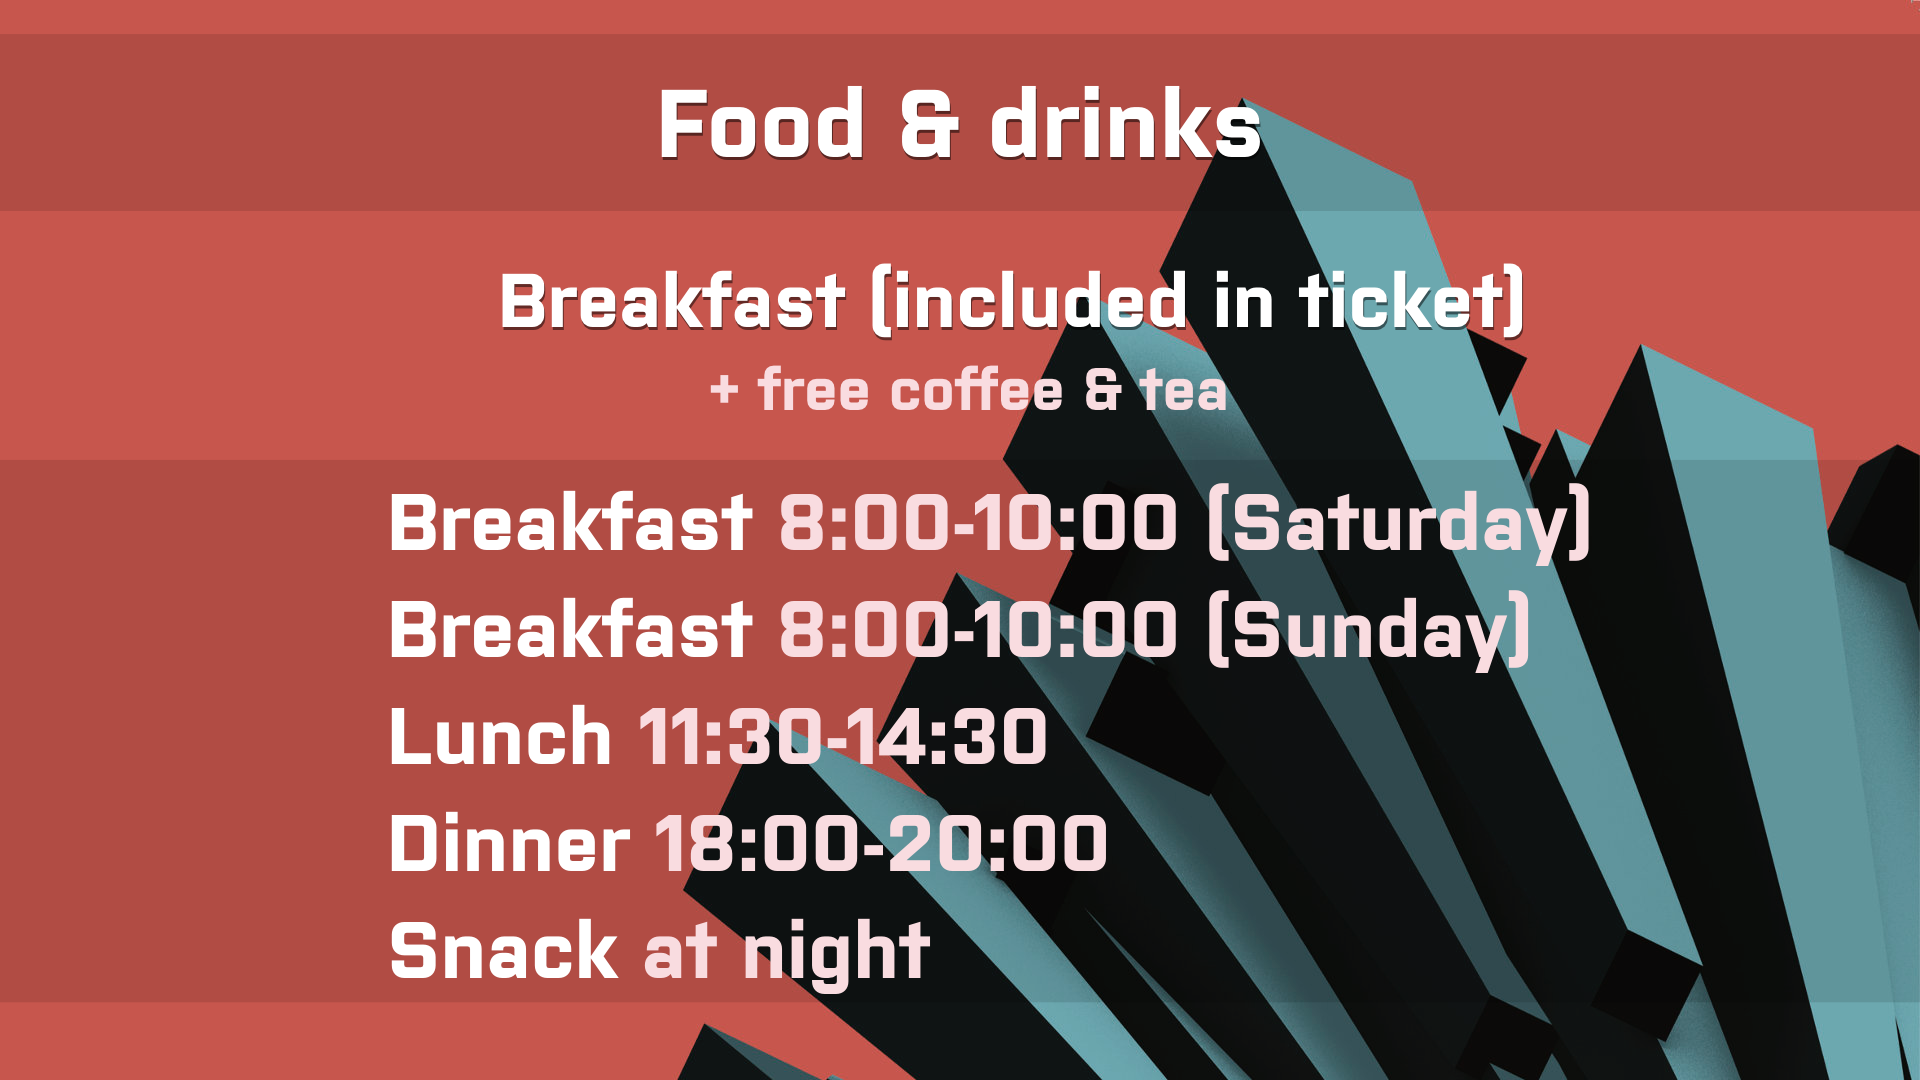 Food & drinks
Breakfast (included in ticket)
+ free coffee & tea
Breakfast 8:00-10:00 (Saturday)
Breakfast 8:00-10:00 (Sunday)
Lunch 11:30-14:30
Dinner 18:00-20:00
Snack at night